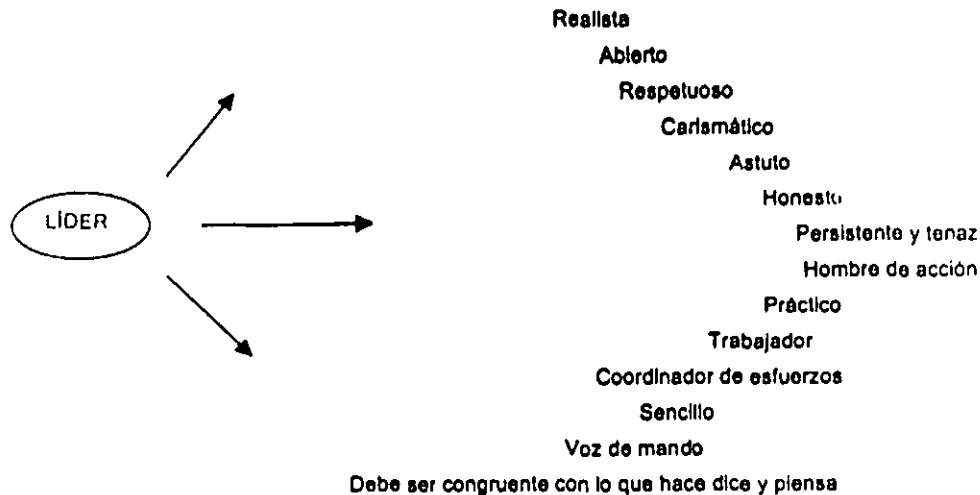 Realista
Abierto
Respetuoso
Carismático
Astuto
Honesto
LÍDER
Persistente y tenaz
Hombre de acción
Práctico
Trabajador
Coordinador de esfuerzos
Sencillo
Voz de mando
Debe ser congruente con lo que hace dice y piensa